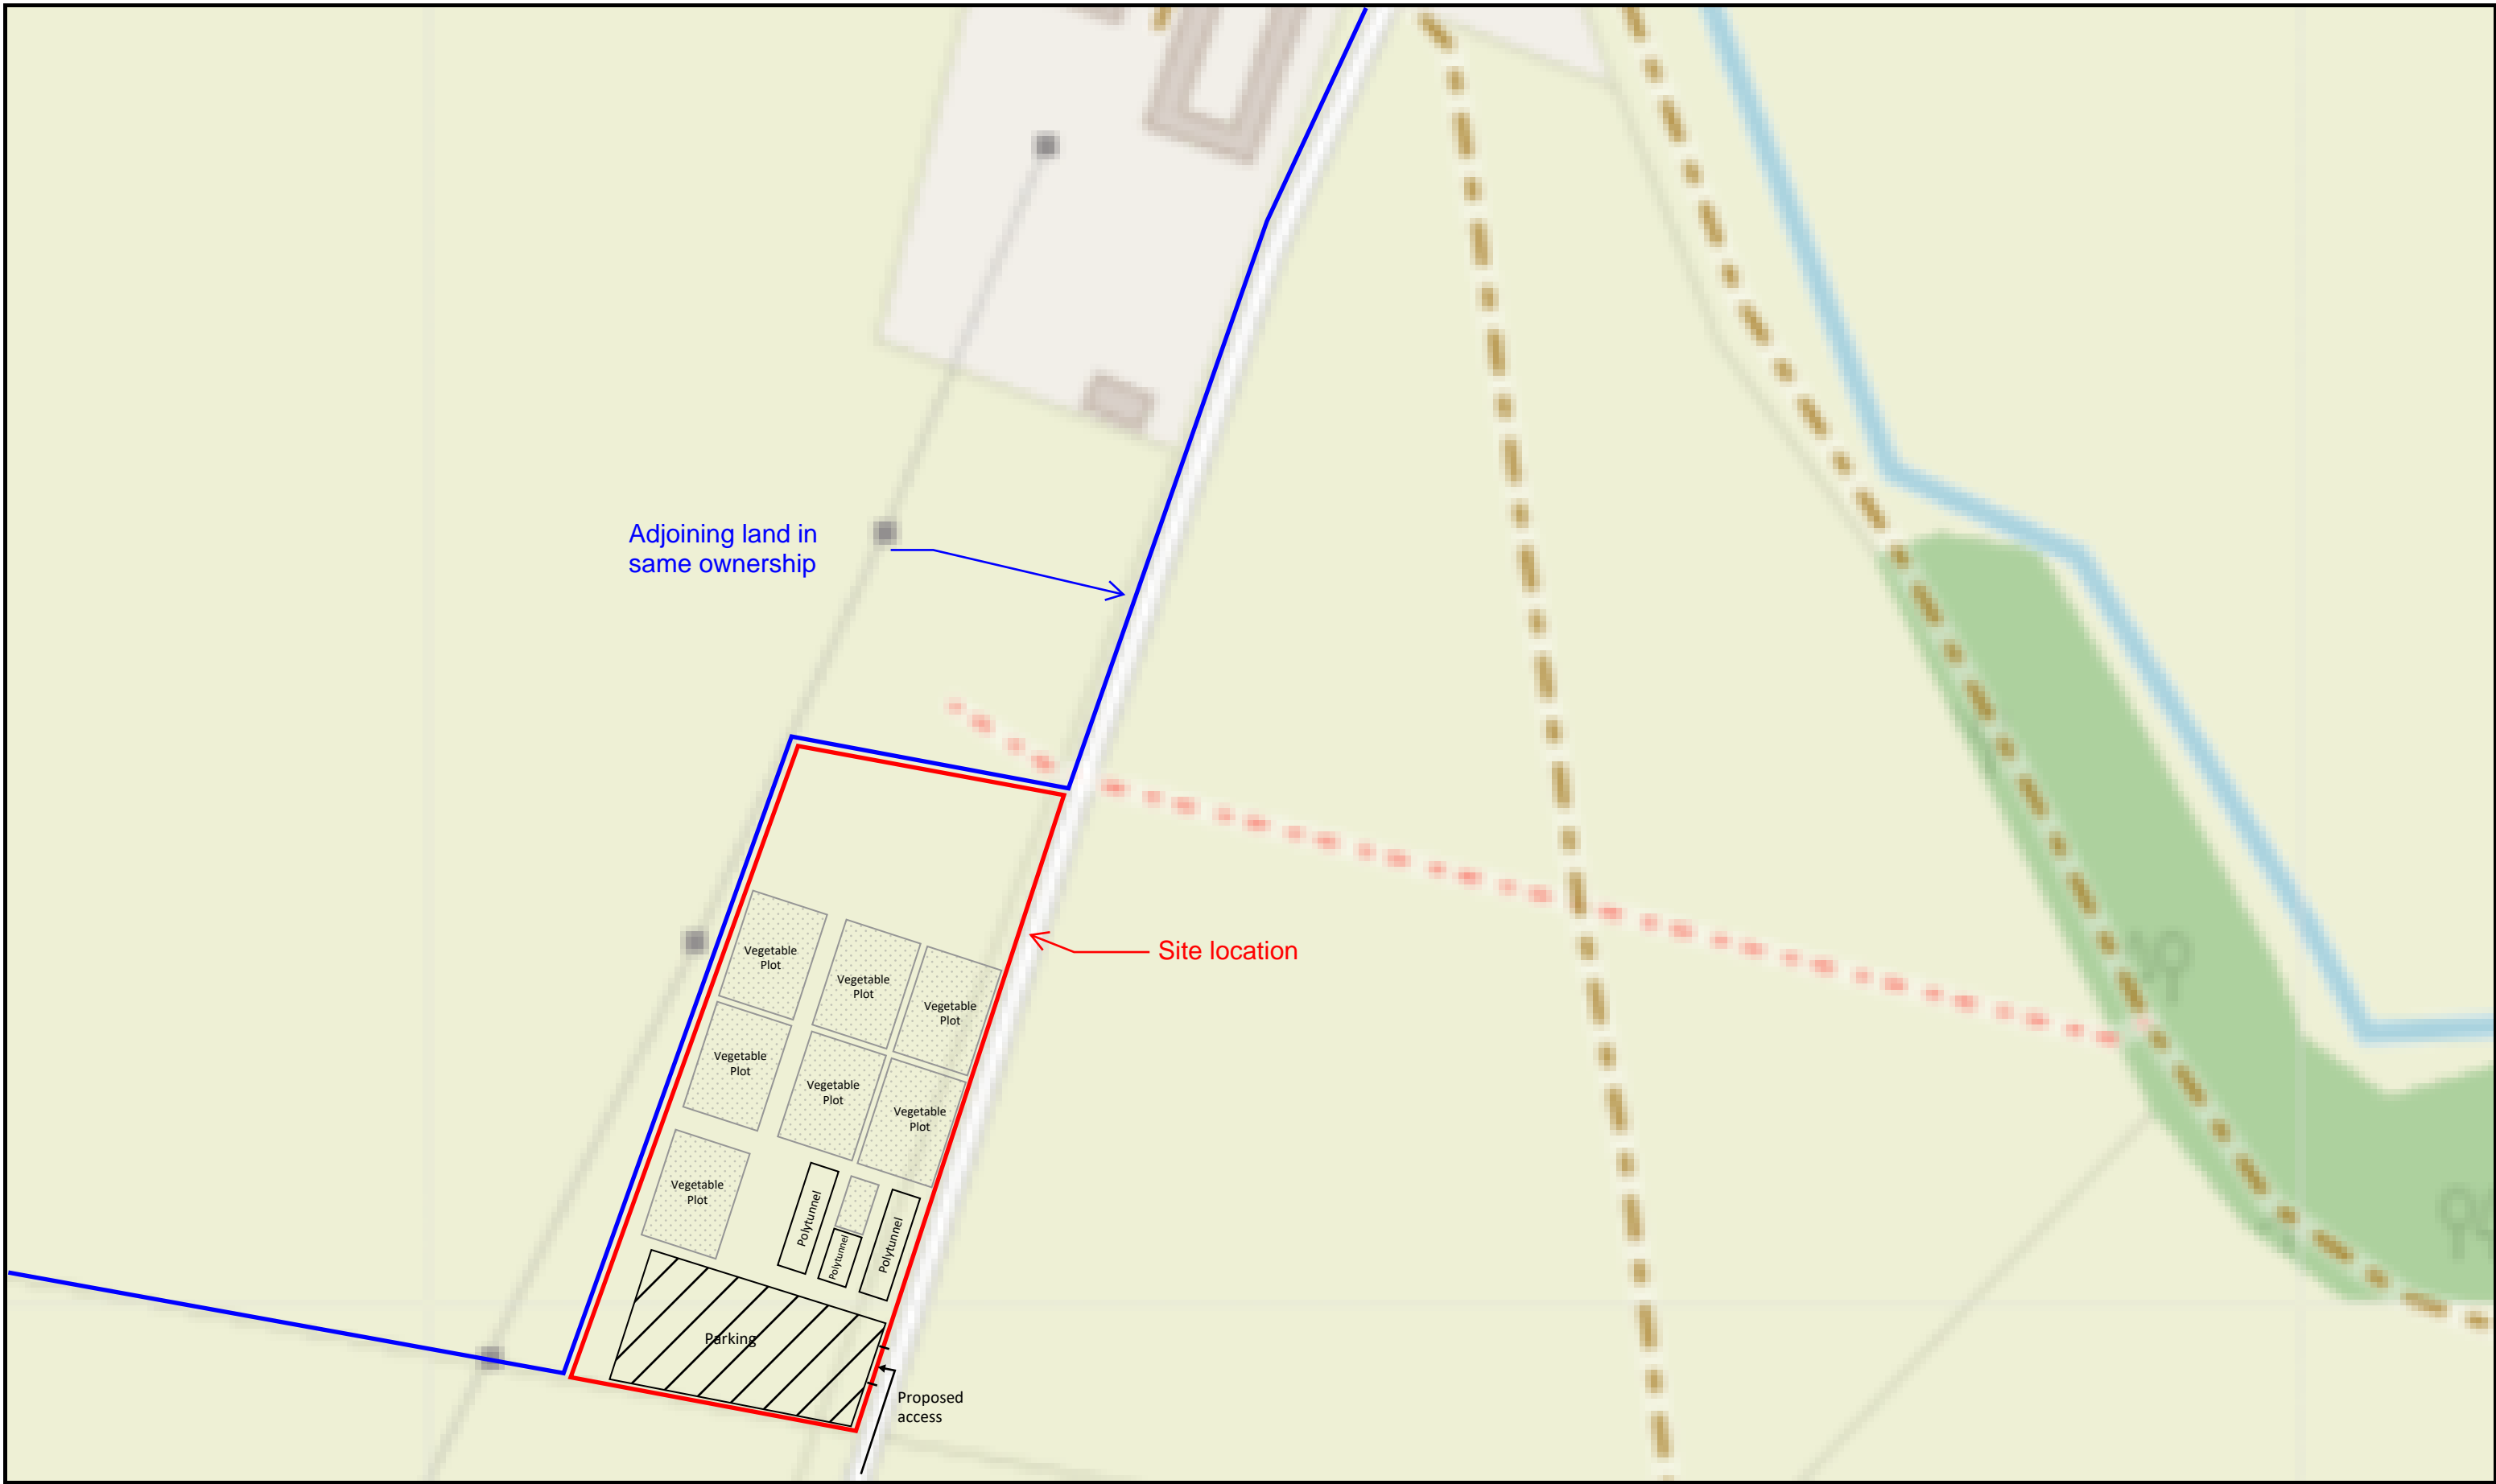 Adjoining land in
same ownership
Site location
Vegetable
Plot
Vegetable
Plot
Vegetable
Plot
Vegetable
Plot
Vegetable
Plot
Vegetable
Plot
Vegetable
Plot
Polytunnel
Polytunnel
Polytunnel
Parking
Proposed
access